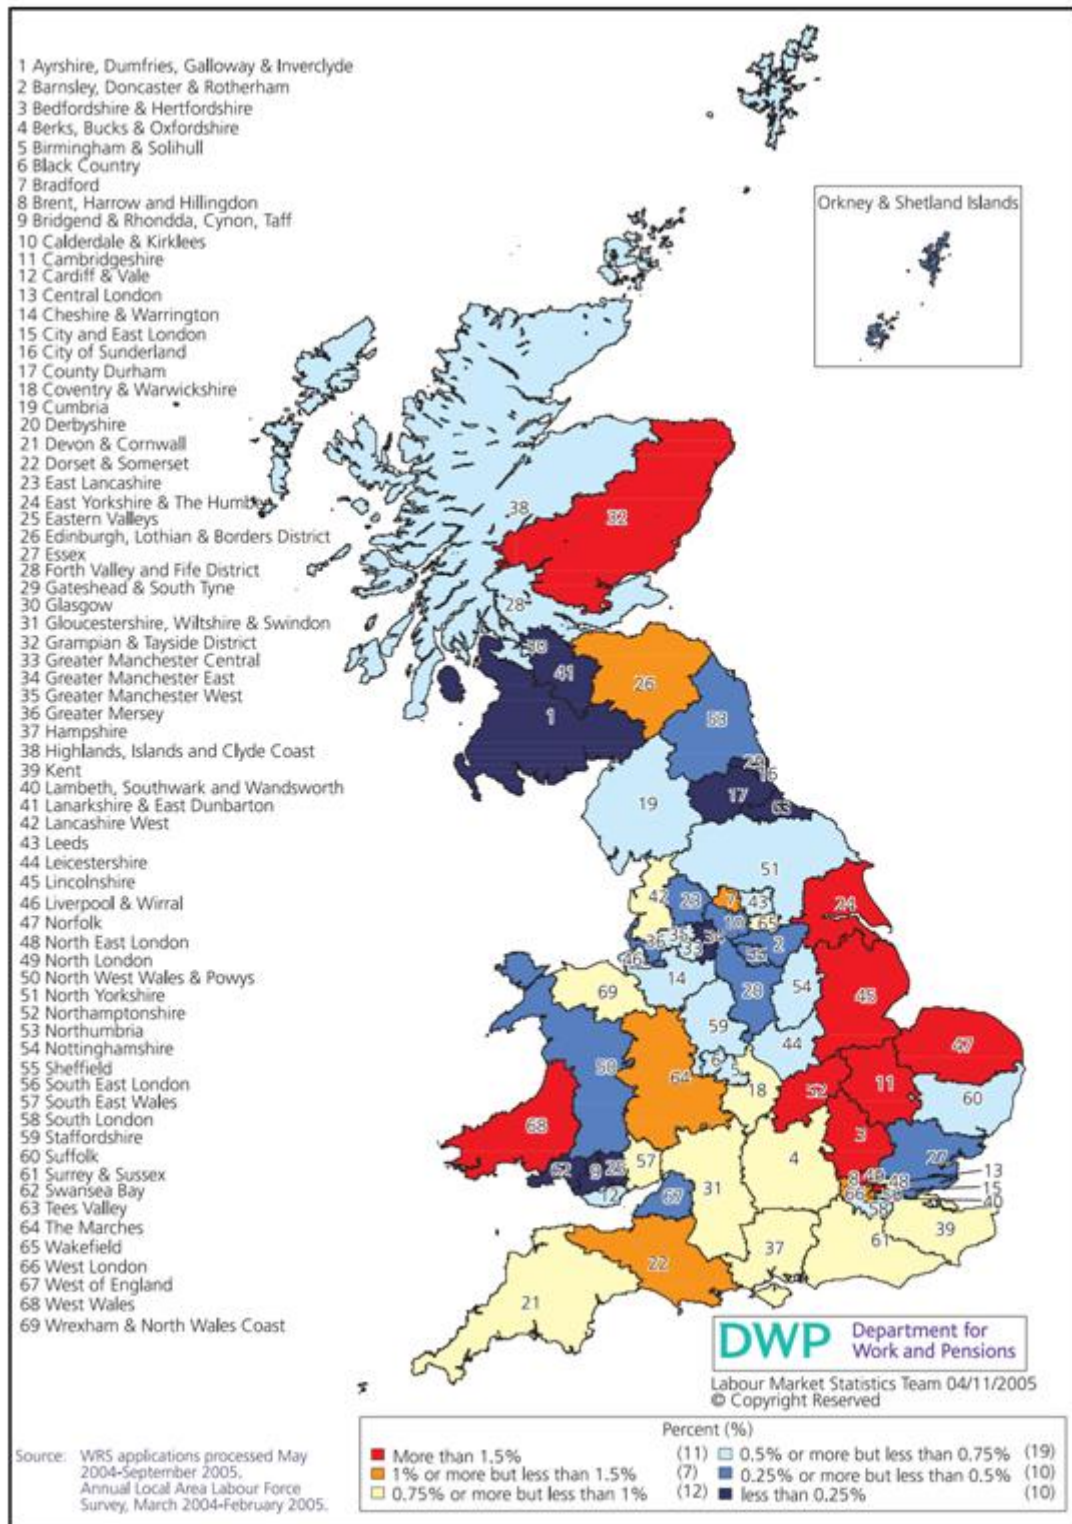 1 Ayrshire, Dumfries, Galloway & Inverclyde
2 Barnsley, Doncaster & Rotherham
3 Bedfordshire & Hertfordshire
4 Berks, Bucks & Oxfordshire
5 Birmingham & Solihull
6 Black Country
7 Bradford
8 Brent, Harrow and Hillingdon
9 Bridgend & Rhondda, Cynon, Taff
10 Calderdale & Kirklees
11 Cambridgeshire
12 Cardiff & Vale
13 Central London
14 Cheshire & Warrington
15 City and East London
16 City of Sunderland
17 County Durham
18 Coventry & Warwickshire
19 Cumbria
20 Derbyshire
21 Devon & Cornwall
22 Dorset & Somerset
23 East Lancashire
24 East Yorkshire & The Humber
25 Eastern Valleys
26 Edinburgh, Lothian & Borders District
27 Essex
28 Forth Valley and Fife District
29 Gateshead & South Tyne
30 Glasgow
31 Gloucestershire, Wiltshire & Swindon
32 Grampian & Tayside District
33 Greater Manchester Central
34 Greater Manchester East
35 Greater Manchester West
36 Greater Mersey
37 Hampshire
38 Highlands, Islands and Clyde Coast
39 Kent
40 Lambeth, Southwark and Wandsworth
41 Lanarkshire & East Dunbarton
42 Lancashire West
43 Leeds
44 Leicestershire
45 Lincolnshire
46 Liverpool & Wirral
47 Norfolk
48 North East London
49 North London
50 North West Wales & Powys
51 North Yorkshire
52 Northamptonshire
53 Northumbria
54 Nottinghamshire
55 Sheffield
56 South East London
57 South East Wales
58 South London
59 Staffordshire
60 Suffolk
61 Surrey & Sussex
62 Swansea Bay
63 Tees Valley
64 The Marches
65 Wakefield
66 West London
67 West of England
68 West Wales
69 Wrexham & North Wales Coast
Orkney & Shetland Islands
38
32
28
41
26
1
53
17
19
51
42
23
7
43
24
65
2
46
33
14
54
45
69
59
44
47
50
64
18
52
11
60
68
4
3
27
57
9
12
31
67
8
48
13
15
40
66
58
39
61
37
22
21
DWP Department for
Work and Pensions
Labour Market Statistics Team 04/11/2005
© Copyright Reserved
Percent (%)
More than 1.5% (11)
1% or more but less than 1.5% (7)
0.75% or more but less than 1% (12)
0.5% or more but less than 0.75% (19)
0.25% or more but less than 0.5% (10)
less than 0.25% (10)
Source: WRS applications processed May
2004-September 2005.
Annual Local Area Labour Force
Survey, March 2004-February 2005.